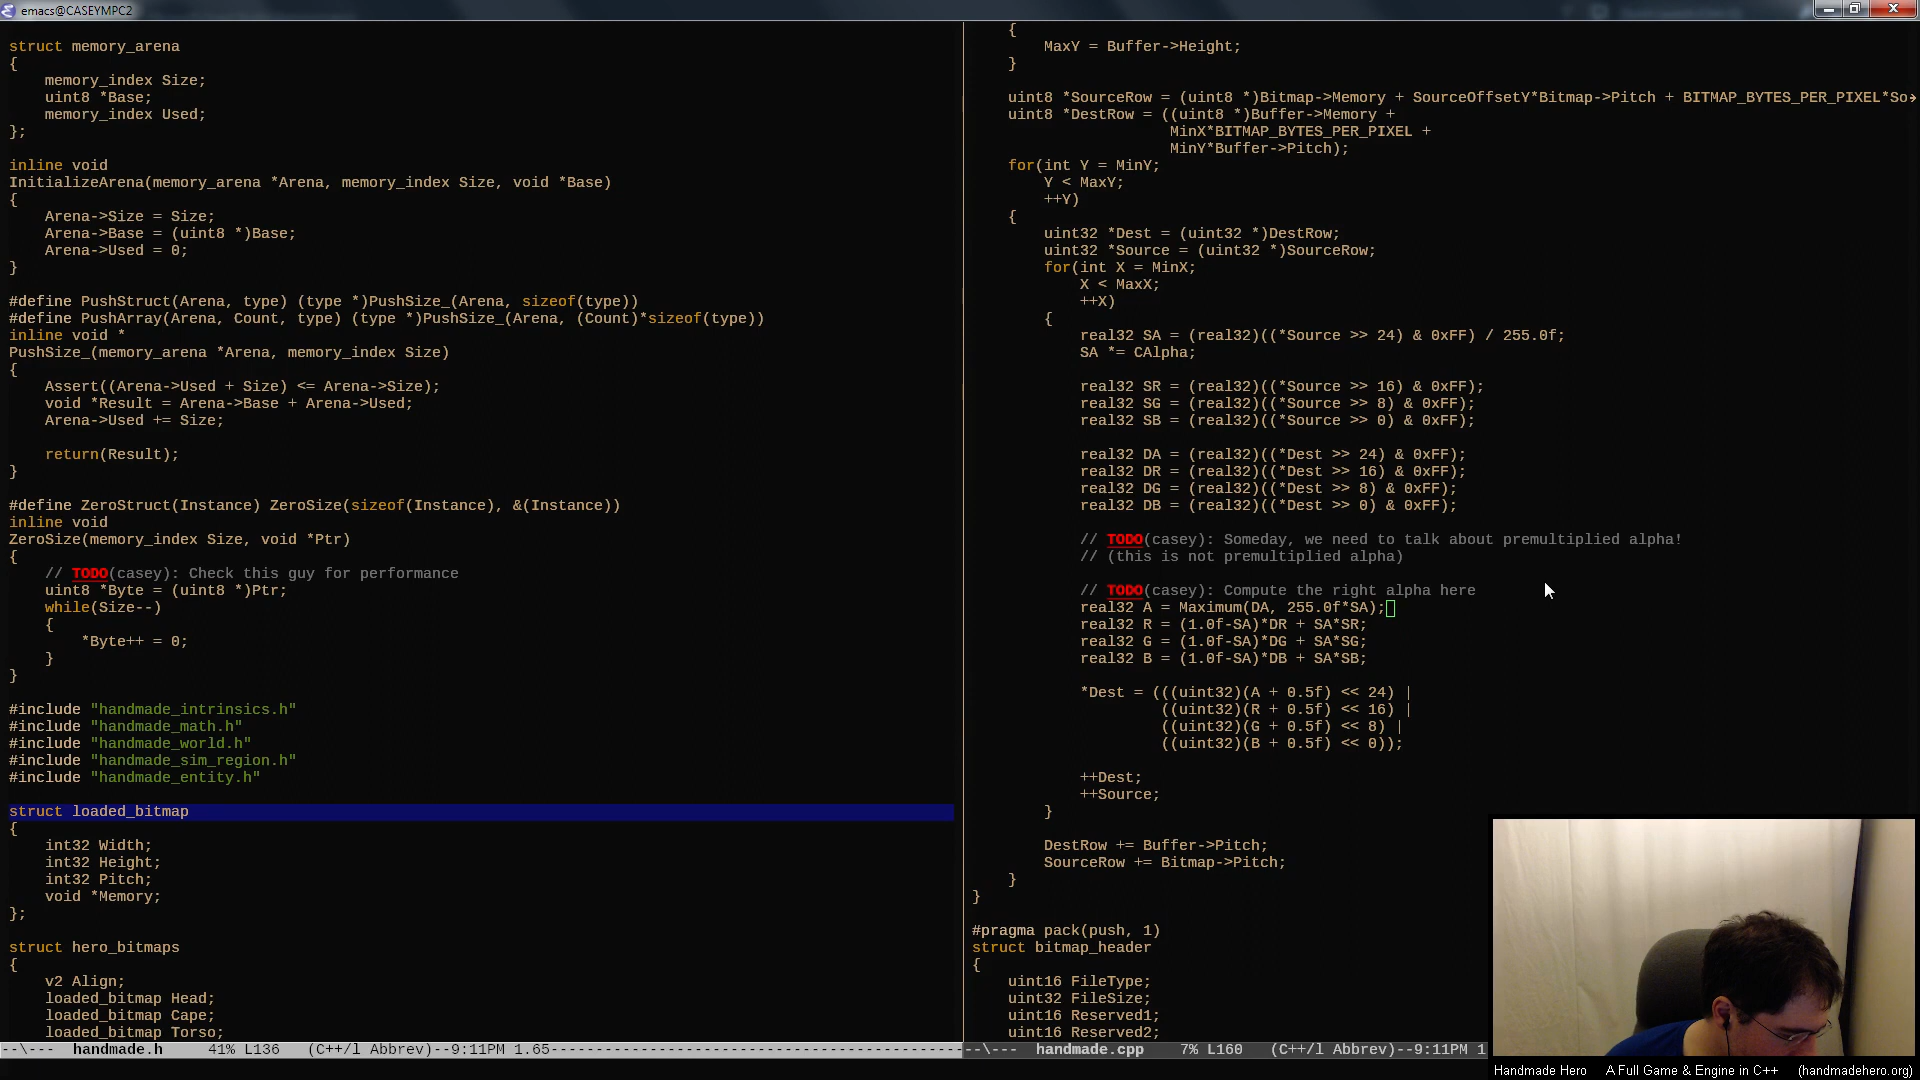 emacs@CASEYMPC2
struct memory_arena
{
    memory_index Size;
    uint8 *Base;
    memory_index Used;
};
inline void
InitializeArena(memory_arena *Arena, memory_index Size, void *Base)
{
    Arena->Size = Size;
    Arena->Base = (uint8 *)Base;
    Arena->Used = 0;
}
#define PushStruct(Arena, type) (type *)PushSize_(Arena, sizeof(type))
#define PushArray(Arena, Count, type) (type *)PushSize_(Arena, (Count)*sizeof(type))
inline void *
PushSize_(memory_arena *Arena, memory_index Size)
{
    Assert((Arena->Used + Size) <= Arena->Size);
    void *Result = Arena->Base + Arena->Used;
    Arena->Used += Size;
    return(Result);
}
#define ZeroStruct(Instance) ZeroSize(sizeof(Instance), &(Instance))
inline void
ZeroSize(memory_index Size, void *Ptr)
{
    // TODO(casey): Check this guy for performance
    uint8 *Byte = (uint8 *)Ptr;
    while(Size--)
    {
        *Byte++ = 0;
    }
}
#include "handmade_intrinsics.h"
#include "handmade_math.h"
#include "handmade_world.h"
#include "handmade_sim_region.h"
#include "handmade_entity.h"
struct loaded_bitmap
{
    int32 Width;
    int32 Height;
    int32 Pitch;
    void *Memory;
};
struct hero_bitmaps
{
    v2 Align;
    loaded_bitmap Head;
    loaded_bitmap Cape;
    loaded_bitmap Torso;
--\---  handmade.h     41% L136   (C++/l Abbrev)--9:11PM 1.65
    {
        MaxY = Buffer->Height;
    }
    uint8 *SourceRow = (uint8 *)Bitmap->Memory + SourceOffsetY*Bitmap->Pitch + BITMAP_BYTES_PER_PIXEL*So
    uint8 *DestRow = ((uint8 *)Buffer->Memory +
                      MinX*BITMAP_BYTES_PER_PIXEL +
                      MinY*Buffer->Pitch);
    for(int Y = MinY;
        Y < MaxY;
        ++Y)
    {
        uint32 *Dest = (uint32 *)DestRow;
        uint32 *Source = (uint32 *)SourceRow;
        for(int X = MinX;
            X < MaxX;
            ++X)
        {
            real32 SA = (real32)((*Source >> 24) & 0xFF) / 255.0f;
            SA *= CAlpha;
            real32 SR = (real32)((*Source >> 16) & 0xFF);
            real32 SG = (real32)((*Source >> 8) & 0xFF);
            real32 SB = (real32)((*Source >> 0) & 0xFF);
            real32 DA = (real32)((*Dest >> 24) & 0xFF);
            real32 DR = (real32)((*Dest >> 16) & 0xFF);
            real32 DG = (real32)((*Dest >> 8) & 0xFF);
            real32 DB = (real32)((*Dest >> 0) & 0xFF);
            // TODO(casey): Someday, we need to talk about premultiplied alpha!
            // (this is not premultiplied alpha)
            // TODO(casey): Compute the right alpha here
            real32 A = Maximum(DA, 255.0f*SA);
            real32 R = (1.0f-SA)*DR + SA*SR;
            real32 G = (1.0f-SA)*DG + SA*SG;
            real32 B = (1.0f-SA)*DB + SA*SB;
            *Dest = (((uint32)(A + 0.5f) << 24) |
                     ((uint32)(R + 0.5f) << 16) |
                     ((uint32)(G + 0.5f) << 8) |
                     ((uint32)(B + 0.5f) << 0));
            ++Dest;
            ++Source;
        }
        DestRow += Buffer->Pitch;
        SourceRow += Bitmap->Pitch;
    }
}
#pragma pack(push, 1)
struct bitmap_header
{
    uint16 FileType;
    uint32 FileSize;
    uint16 Reserved1;
    uint16 Reserved2;
--\---  handmade.cpp    7% L160   (C++/l Abbrev)--9:11PM 1
Handmade Hero    A Full Game & Engine in C++    (handmadehero.org)